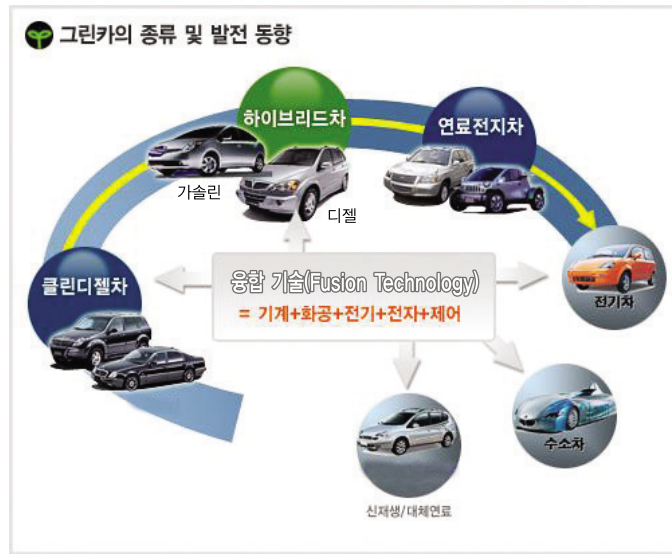 그린카의 종류 및 발전 동향
하이브리드차
연료전지차
가솔린
디젤
클린디젤차
융합 기술(Fusion Technology)
= 기계+화공+전기+전자+제어
전기차
수소차
신재생/대체연료